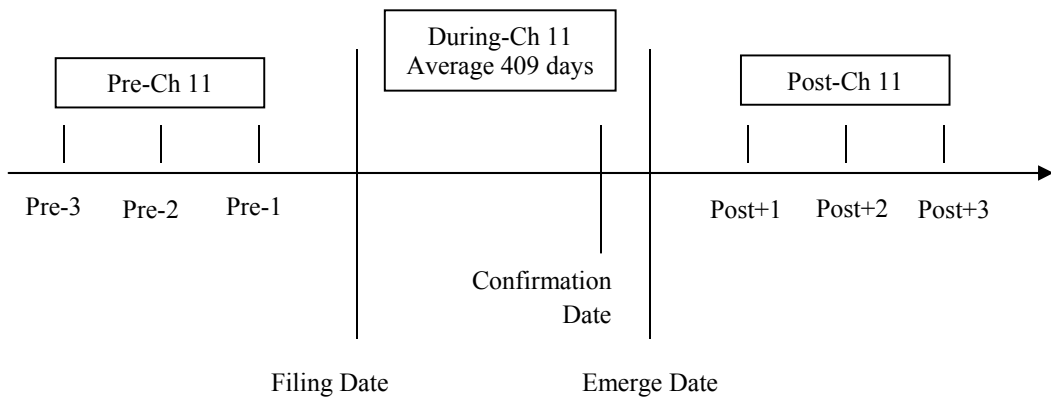 During-Ch 11
Average 409 days
Pre-Ch 11
Post-Ch 11
Pre-3
Pre-2
Pre-1
Post+1
Post+2
Post+3
Confirmation
Date
Filing Date
Emerge Date